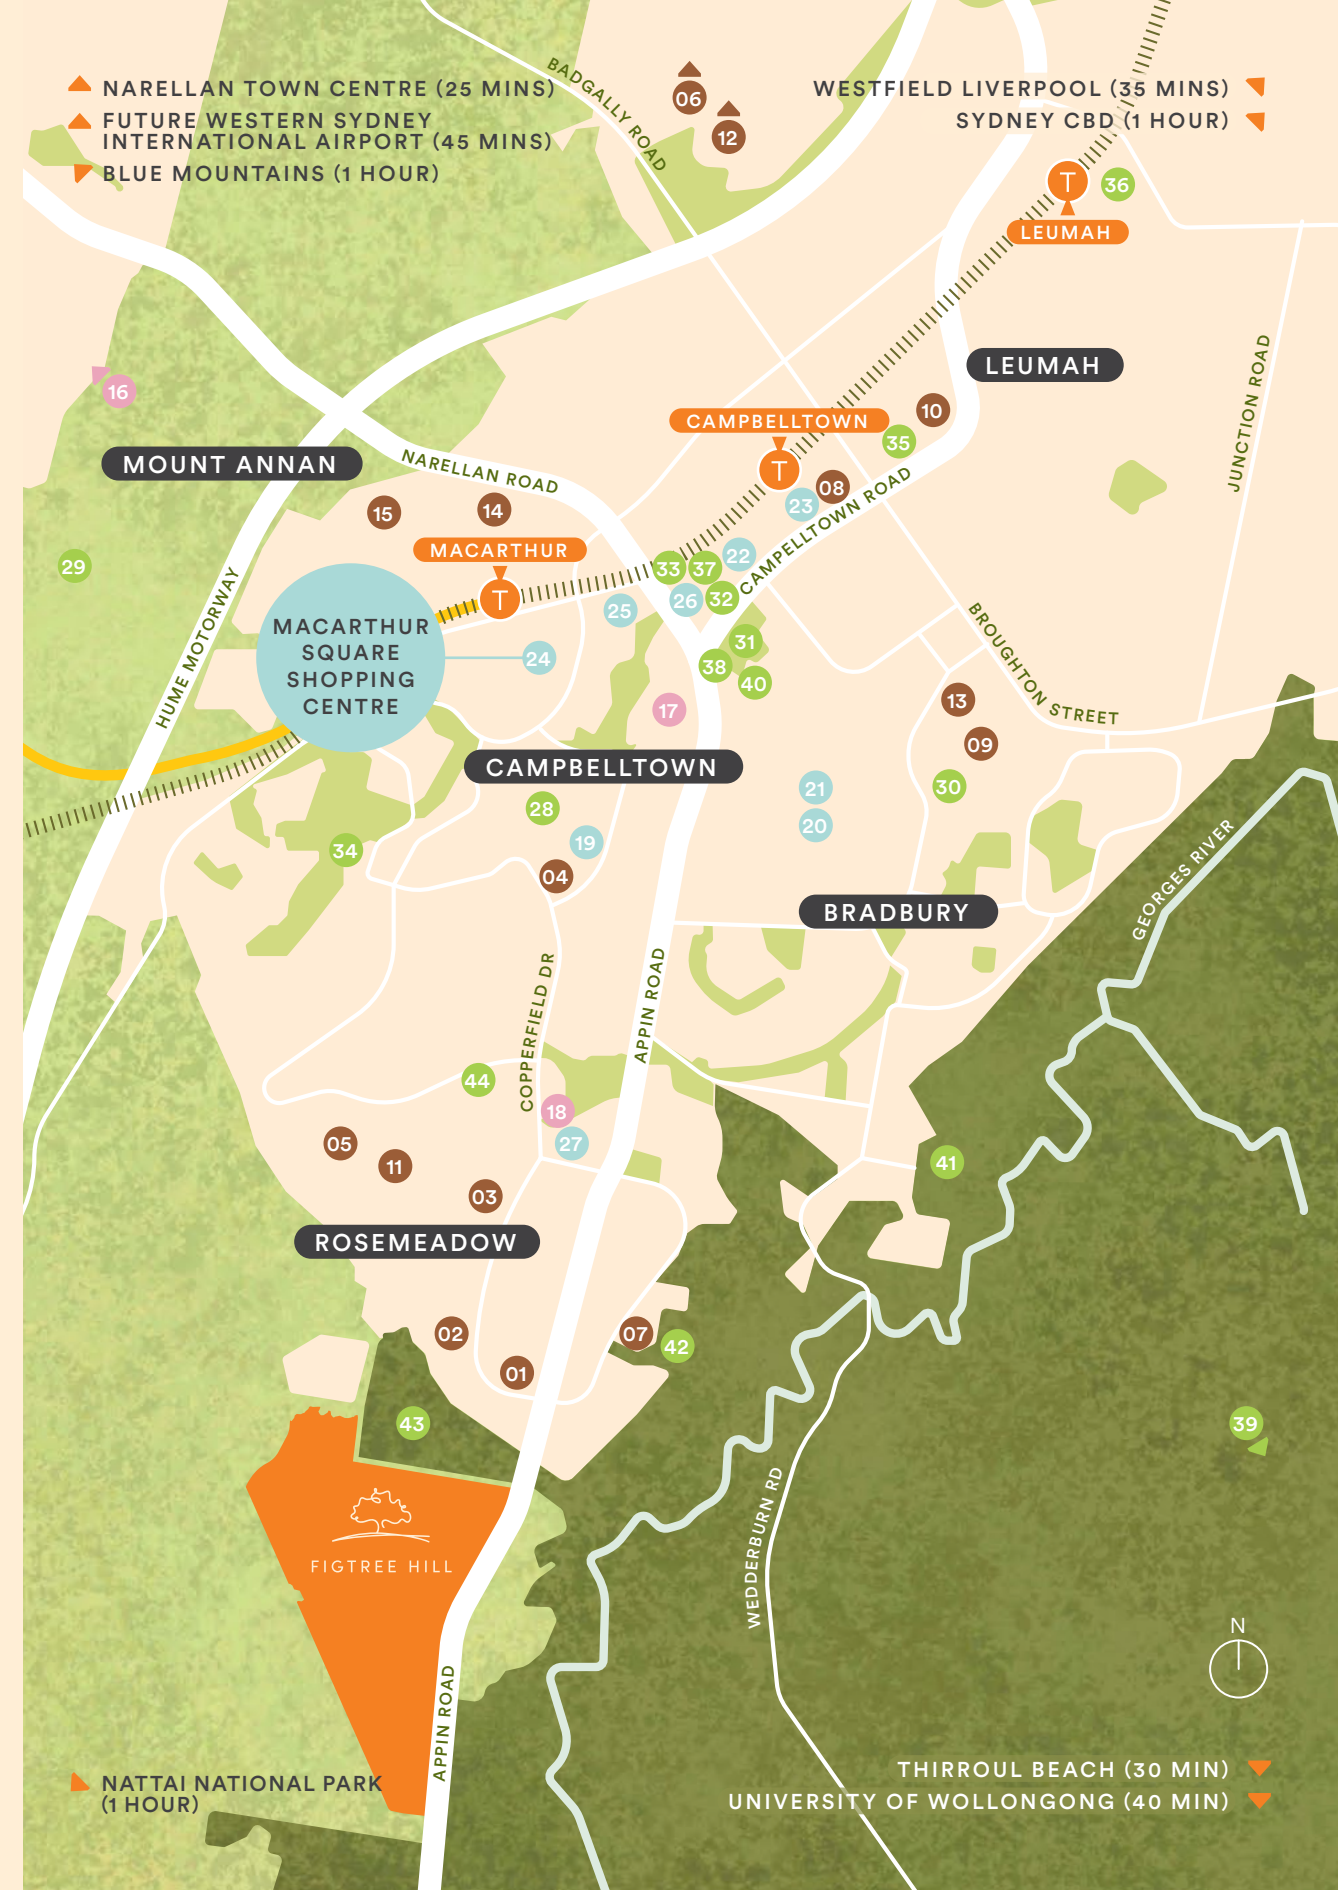 NARELLAN TOWN CENTRE (25 MINS)
FUTURE WESTERN SYDNEY
INTERNATIONAL AIRPORT (45 MINS)
BLUE MOUNTAINS (1 HOUR)
BADGALLY ROAD
06
12
WESTFIELD LIVERPOOL (35 MINS)
SYDNEY CBD (1 HOUR)
T
36
LEUMAH
LEUMAH
JUNCTION ROAD
16
MOUNT ANNAN
NARELLAN ROAD
CAMPBELLTOWN
10
35
T
08
23
CAMPELLTOWN ROAD
15
14
MACARTHUR
T
29
HUME MOTORWAY
MACARTHUR
SQUARE
SHOPPING
CENTRE
33
37
22
25
26
32
24
31
38
40
17
BROUGHTON STREET
13
09
30
CAMPBELLTOWN
21
20
28
19
34
04
BRADBURY
GEORGES RIVER
COPPERFIELD DR
APPIN ROAD
44
18
27
05
11
03
41
ROSEMEADOW
02
07
42
01
43
39
FIGTREE HILL
WEDDERBURN RD
N
APPIN ROAD
NATTAI NATIONAL PARK
(1 HOUR)
THIRROUL BEACH (30 MIN)
UNIVERSITY OF WOLLONGONG (40 MIN)